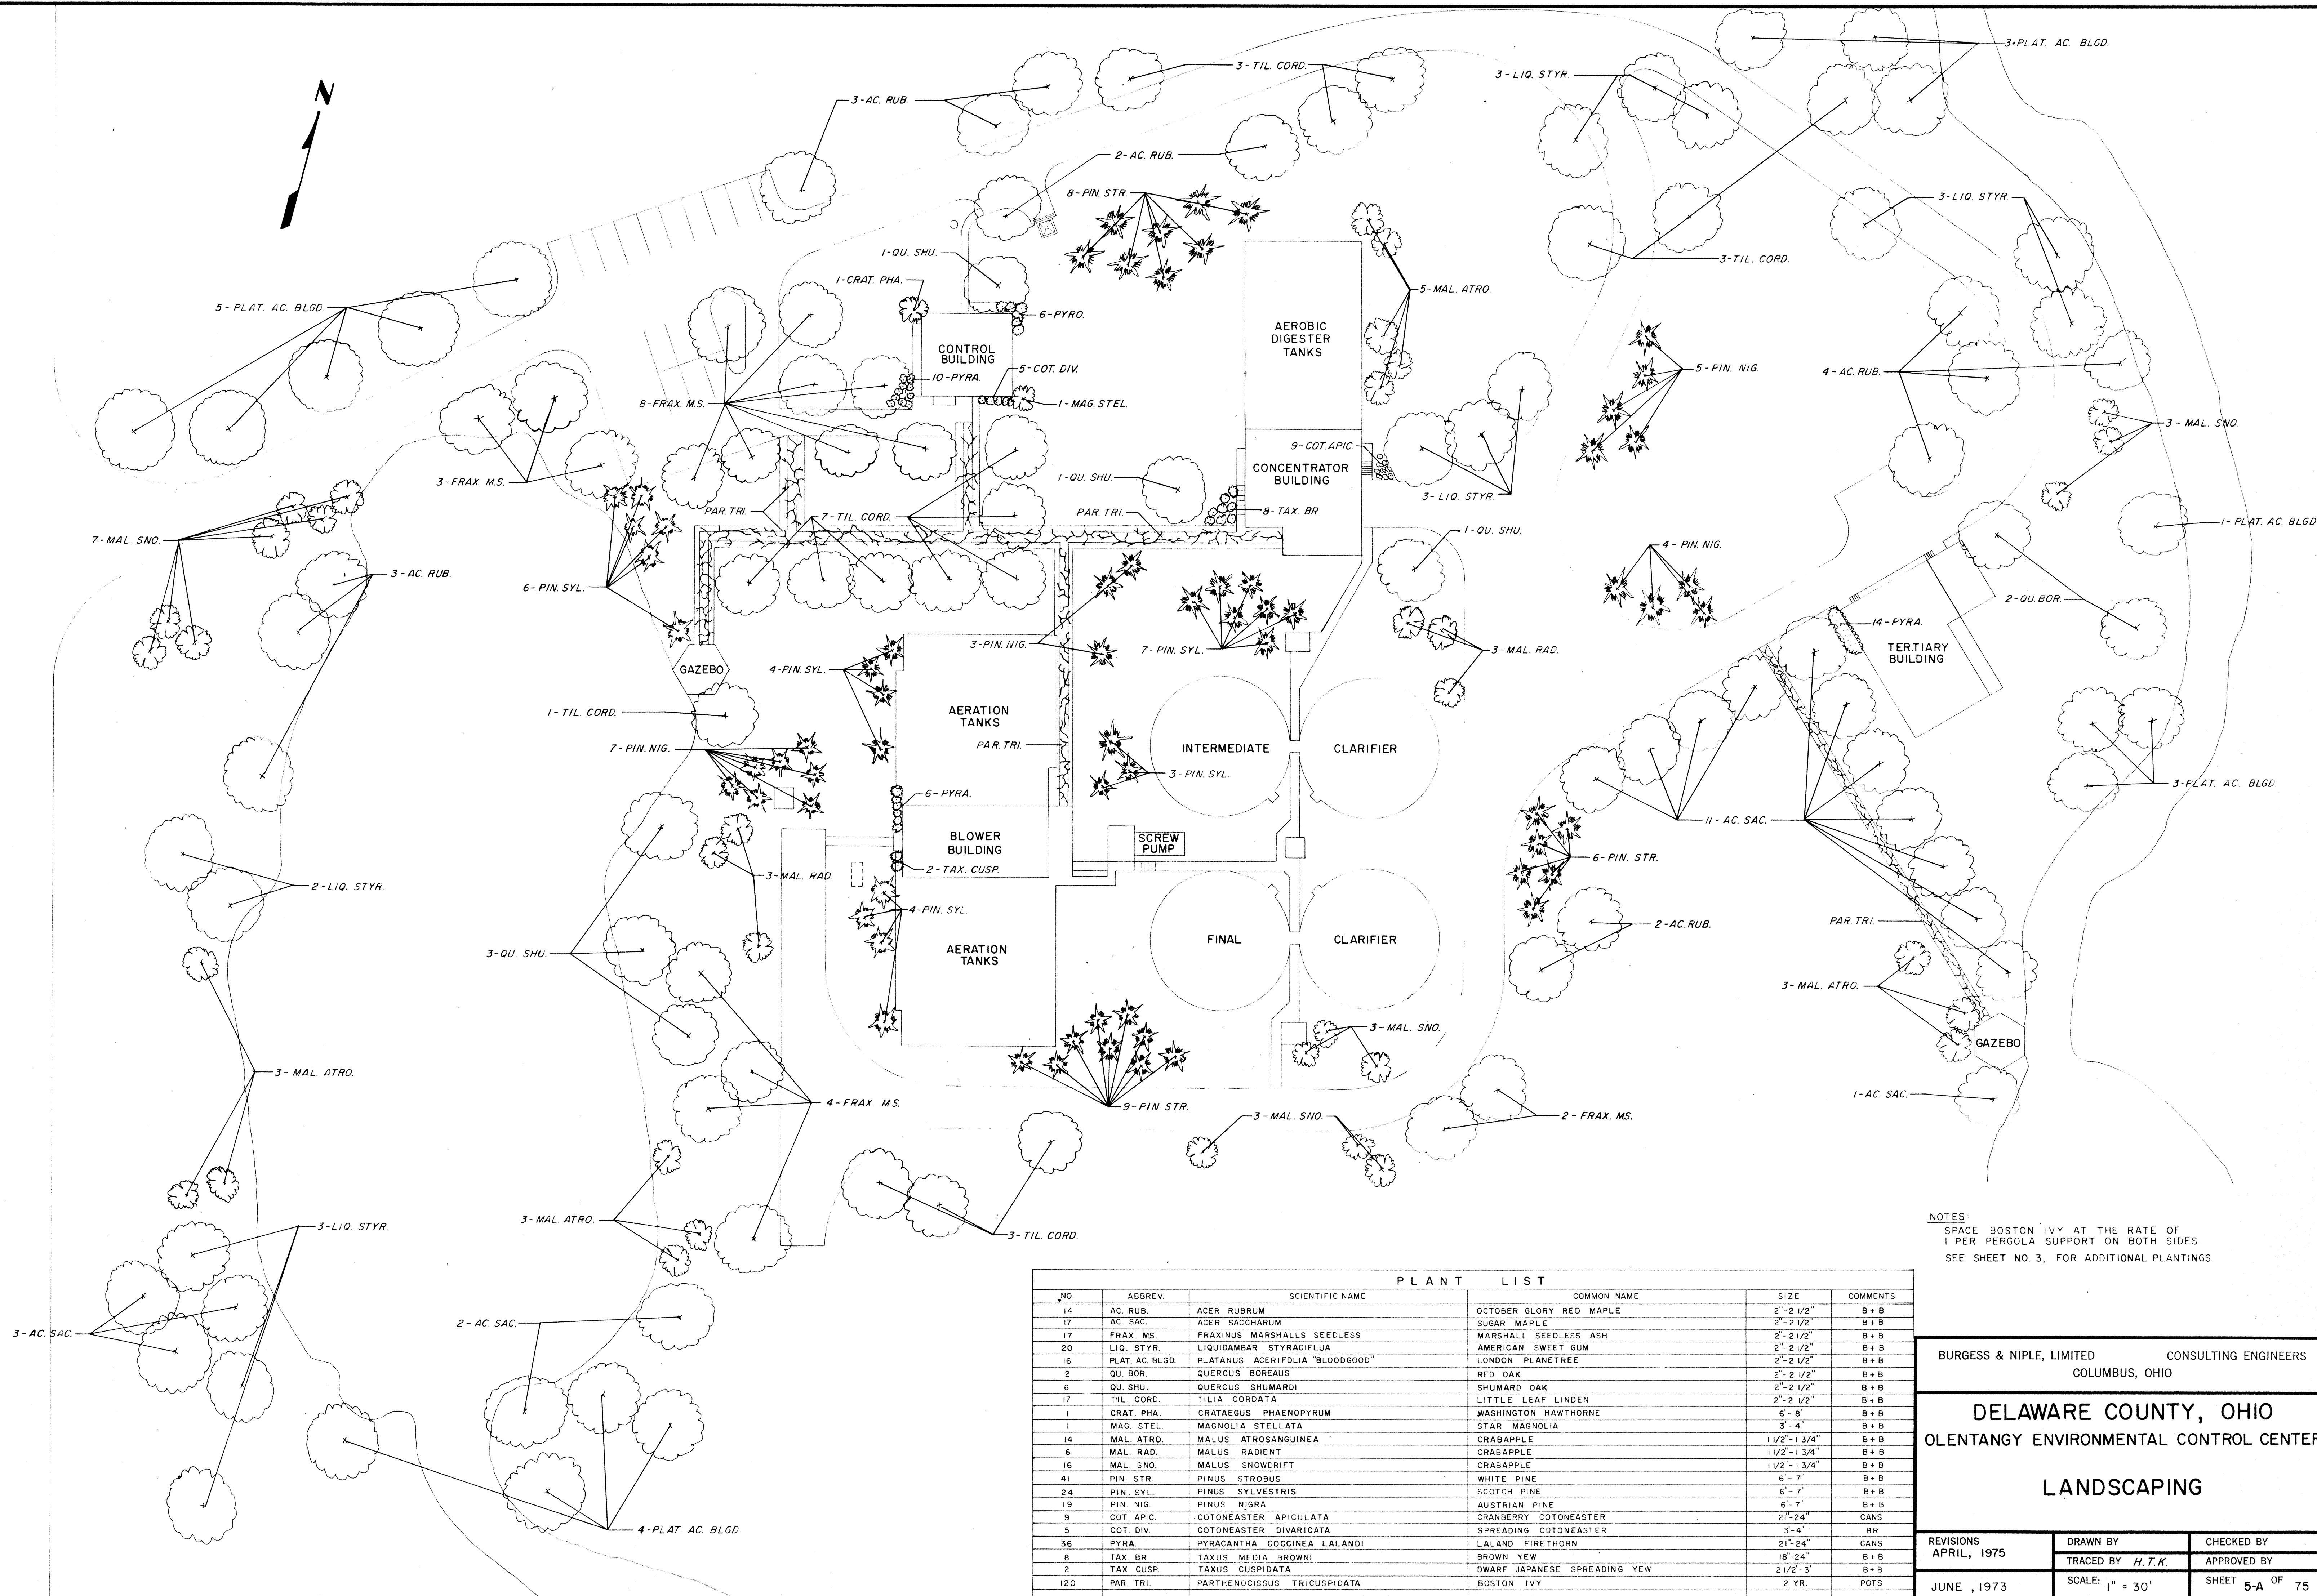 N
3-PLAT. AC. BLGD.
3-TIL. CORD.
3-LIQ. STYR.
3-AC. RUB.
2-AC. RUB.
8-PIN. STR.
3-LIQ. STYR.
1-QU. SHU.
3-TIL. CORD.
1-CRAT. PHA.
5-MAL. ATRO.
5-PLAT. AC. BLGD.
6-PYRO.
AEROBIC
DIGESTER
TANKS
CONTROL
BUILDING
5-COT. DIV.
5-PIN. NIG.
4-AC. RUB.
10-PYRA.
8-FRAX. M.S.
1-MAG. STEL.
3-MAL. SNO.
9-COT. APIC.
CONCENTRATOR
BUILDING
3-FRAX. M.S.
1-QU. SHU.
3-LIQ. STYR.
PAR. TRI.
7-TIL. CORD.
PAR. TRI.
8-TAX. BR.
1-PLAT. AC. BLGD
1-QU. SHU.
7-MAL. SNO.
4-PIN. NIG.
3-AC. RUB.
6-PIN. SYL.
2-QU. BOR.
14-PYRA.
3-PIN. NIG.
7-PIN. SYL.
3-MAL. RAD.
TERTIARY
BUILDING
GAZEBO
4-PIN. SYL.
1-TIL. CORD.
AERATION
TANKS
7-PIN. NIG.
PAR. TRI.
INTERMEDIATE
CLARIFIER
3-PIN. SYL.
3-PLAT. AC. BLGD.
6-PYRA.
11-AC. SAC.
BLOWER
BUILDING
SCREW
PUMP
6-PIN. STR.
2-TAX. CUSP.
3-MAL. RAD.
2-LIQ. STYR.
4-PIN. SYL.
2-AC. RUB.
PAR. TRI.
FINAL
CLARIFIER
3-QU. SHU.
AERATION
TANKS
3-MAL. ATRO.
3-MAL. SNO.
GAZEBO
3-MAL. ATRO.
1-AC. SAC.
4-FRAX. M.S.
9-PIN. STR.
3-MAL. SNO.
2-FRAX. MS.
3-MAL. ATRO.
3-LIQ. STYR.
3-TIL. CORD.
3-AC. SAC.
2-AC. SAC.
4-PLAT. AC. BLGD.
NOTES
SPACE BOSTON IVY AT THE RATE OF
1 PER PERGOLA SUPPORT ON BOTH SIDES.
SEE SHEET NO. 3, FOR ADDITIONAL PLANTINGS.
PLANT LIST
NO. ABBREV. SCIENTIFIC NAME COMMON NAME SIZE COMMENTS
14 AC. RUB. ACER RUBRUM OCTOBER GLORY RED MAPLE 2"-2 1/2" B+B
17 AC. SAC. ACER SACCHARUM SUGAR MAPLE 2"-2 1/2" B+B
17 FRAX. MS. FRAXINUS MARSHALLS SEEDLESS MARSHALL SEEDLESS ASH 2"-2 1/2" B+B
20 LIQ. STYR. LIQUIDAMBAR STYRACIFLUA AMERICAN SWEET GUM 2"-2 1/2" B+B
16 PLAT. AC. BLGD. PLATANUS ACERIFOLIA "BLOODGOOD" LONDON PLANETREE 2"-2 1/2" B+B
2 QU. BOR. QUERCUS BOREAUS RED OAK 2"-2 1/2" B+B
6 QU. SHU. QUERCUS SHUMARDI SHUMARD OAK 2"-2 1/2" B+B
17 TIL. CORD. TILIA CORDATA LITTLE LEAF LINDEN 2"-2 1/2" B+B
1 CRAT. PHA. CRATAEGUS PHAENOPYRUM WASHINGTON HAWTHORNE 6'-8' B+B
1 MAG. STEL. MAGNOLIA STELLATA STAR MAGNOLIA 3'-4' B+B
14 MAL. ATRO. MALUS ATROSANGUINEA CRABAPPLE 1 1/2"-1 3/4" B+B
6 MAL. RAD. MALUS RADIENT CRABAPPLE 1 1/2"-1 3/4" B+B
16 MAL. SNO. MALUS SNOWDRIFT CRABAPPLE 1 1/2"-1 3/4" B+B
41 PIN. STR. PINUS STROBUS WHITE PINE 6'-7' B+B
24 PIN. SYL. PINUS SYLVESTRIS SCOTCH PINE 6'-7' B+B
19 PIN. NIG. PINUS NIGRA AUSTRIAN PINE 6'-7' B+B
9 COT. APIC. COTONEASTER APICULATA CRANBERRY COTONEASTER 21"-24" CANS
5 COT. DIV. COTONEASTER DIVARICATA SPREADING COTONEASTER 3'-4' BR
36 PYRA. PYRACANTHA COCCINEA LALANDI LALAND FIRETHORN 21"-24" CANS
8 TAX. BR. TAXUS MEDIA BROWNI BROWN YEW 18"-24" B+B
2 TAX. CUSP. TAXUS CUSPIDATA DWARF JAPANESE SPREADING YEW 2 1/2'-3' B+B
120 PAR. TRI. PARTHENOCISSUS TRICUSPIDATA BOSTON IVY 2 YR. POTS
BURGESS & NIPLE, LIMITED CONSULTING ENGINEERS
COLUMBUS, OHIO
DELAWARE COUNTY, OHIO
OLENTANGY ENVIRONMENTAL CONTROL CENTER
LANDSCAPING
REVISIONS
APRIL, 1975
DRAWN BY
CHECKED BY
TRACED BY H.T.K.
APPROVED BY
JUNE, 1973
SCALE: 1" = 30'
SHEET 5-A OF 75